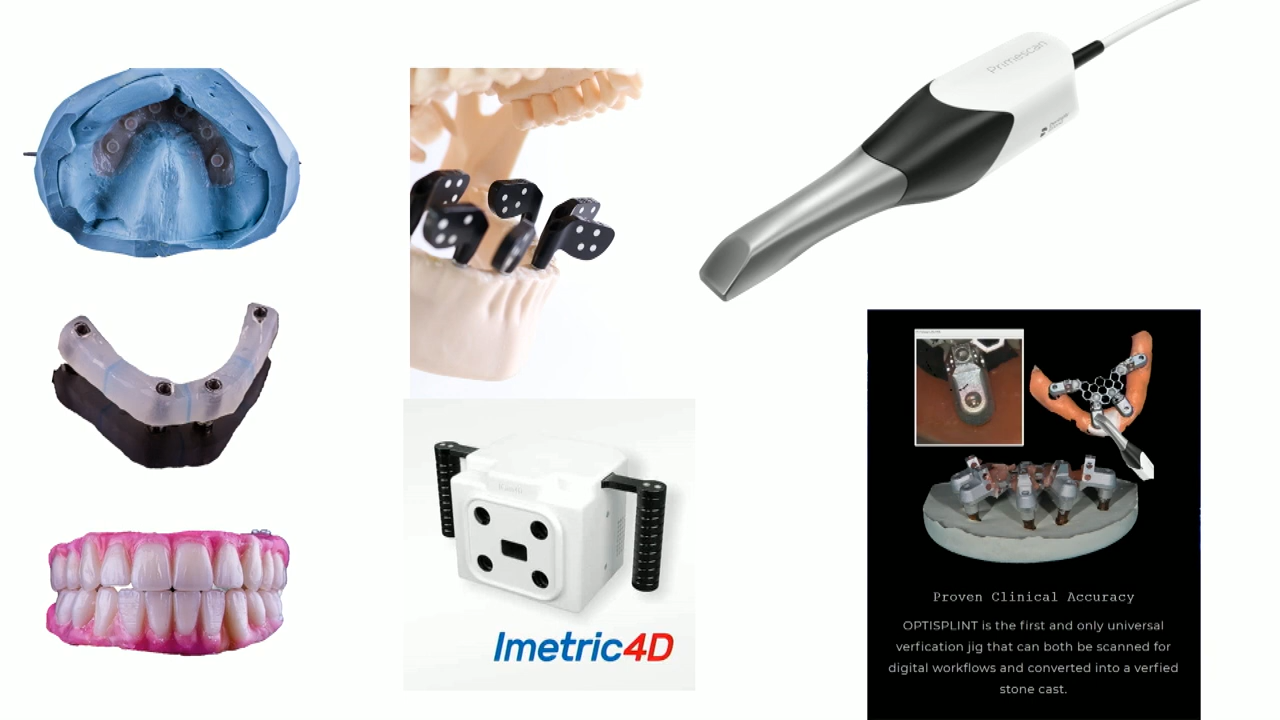 Primescan
Imetric4D
Proven Clinical Accuracy
OPTISPLINT is the first and only universal
verfication jig that can both be scanned for
digital workflows and converted into a verfied
stone cast.